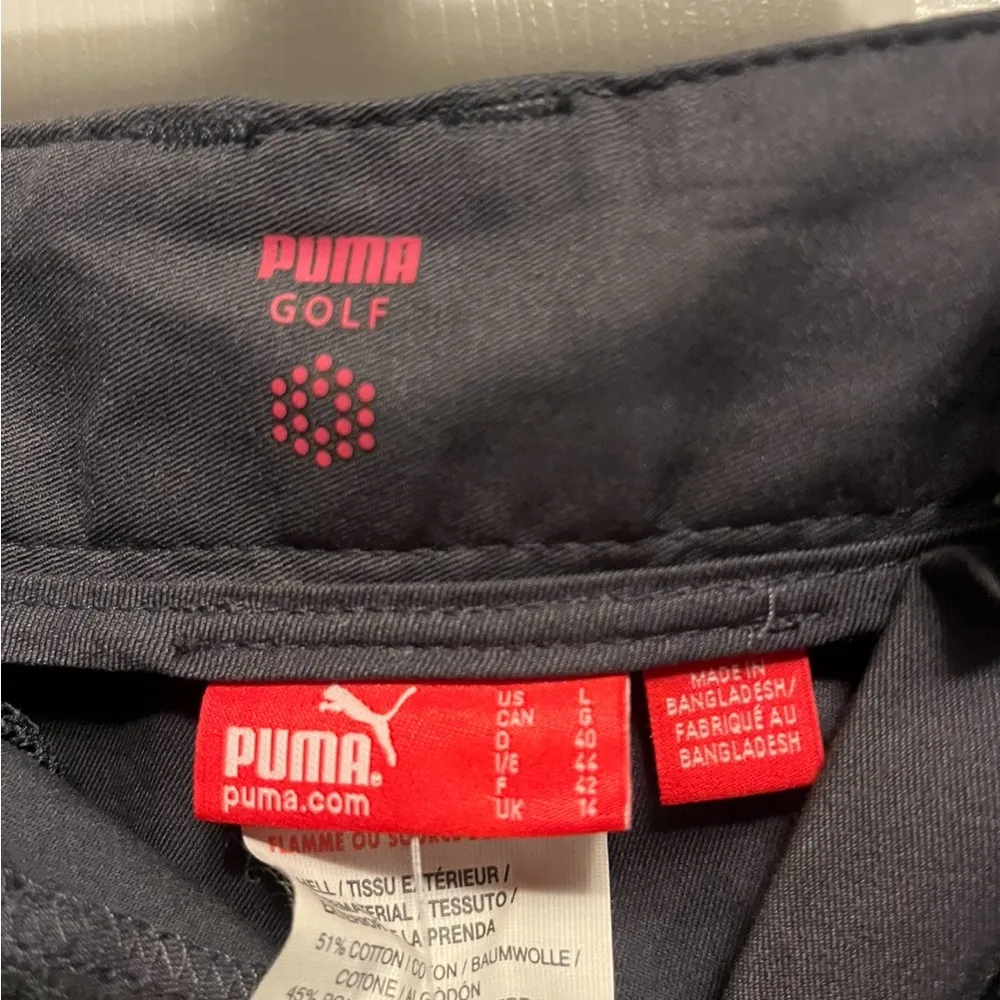 PUMA
GOLF
PUMA®
puma.com
US L
CAN G
D 40
I/E 44
F 42
UK 14
MADE IN
BANGLADESH/
FABRIQUÉ AU
BANGLADESH
FLAMME OU
/ TISSU EXTÉRIEUR /
TESSUTO /
LA PRENDA
51% COTTON / COTON / BAUMWOLLE /
COTONE / ALGODÓN
45%